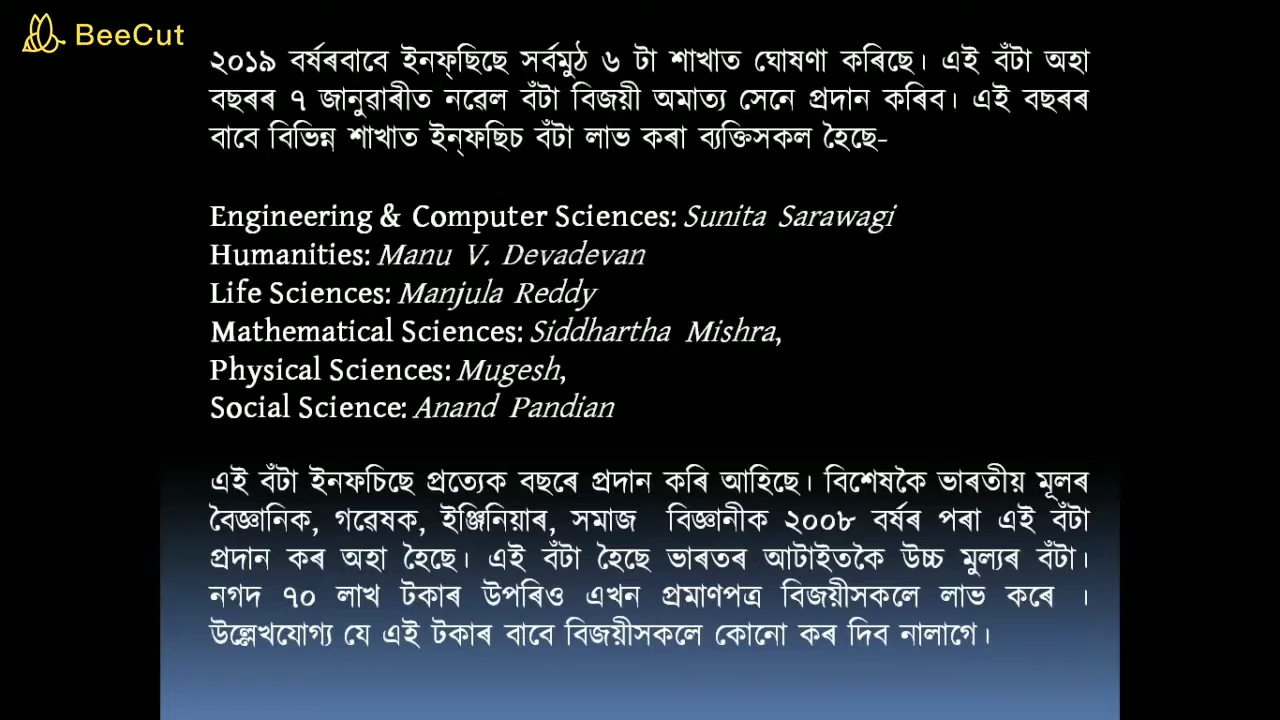 BeeCut
২০১৯ বৰ্ষৰবাবে ইনফ্‌ছিছে সৰ্বমুঠ ৬ টা শাখাত ঘোষণা কৰিছে। এই বঁটা অহা
বছৰৰ ৭ জানুৱাৰীত নৱেল বঁটা বিজয়ী অমাত্য সেনে প্ৰদান কৰিব। এই বছৰৰ
বাবে বিভিন্ন শাখাত ইন্‌ফছিচ বঁটা লাভ কৰা ব্যক্তিসকল হৈছে-
Engineering & Computer Sciences: Sunita Sarawagi
Humanities: Manu V. Devadevan
Life Sciences: Manjula Reddy
Mathematical Sciences: Siddhartha Mishra,
Physical Sciences: Mugesh,
Social Science: Anand Pandian
এই বঁটা ইনফচিছে প্ৰত্যেক বছৰে প্ৰদান কৰি আহিছে। বিশেষকৈ ভাৰতীয় মূলৰ
বৈজ্ঞানিক, গৱেষক, ইঞ্জিনিয়াৰ, সমাজ বিজ্ঞানীক ২০০৮ বৰ্ষৰ পৰা এই বঁটা
প্ৰদান কৰ অহা হৈছে। এই বঁটা হৈছে ভাৰতৰ আটাইতকৈ উচ্চ মুল্যৰ বঁটা।
নগদ ৭০ লাখ টকাৰ উপৰিও এখন প্ৰমাণপত্ৰ বিজয়ীসকলে লাভ কৰে ।
উল্লেখযোগ্য যে এই টকাৰ বাবে বিজয়ীসকলে কোনো কৰ দিব নালাগে।